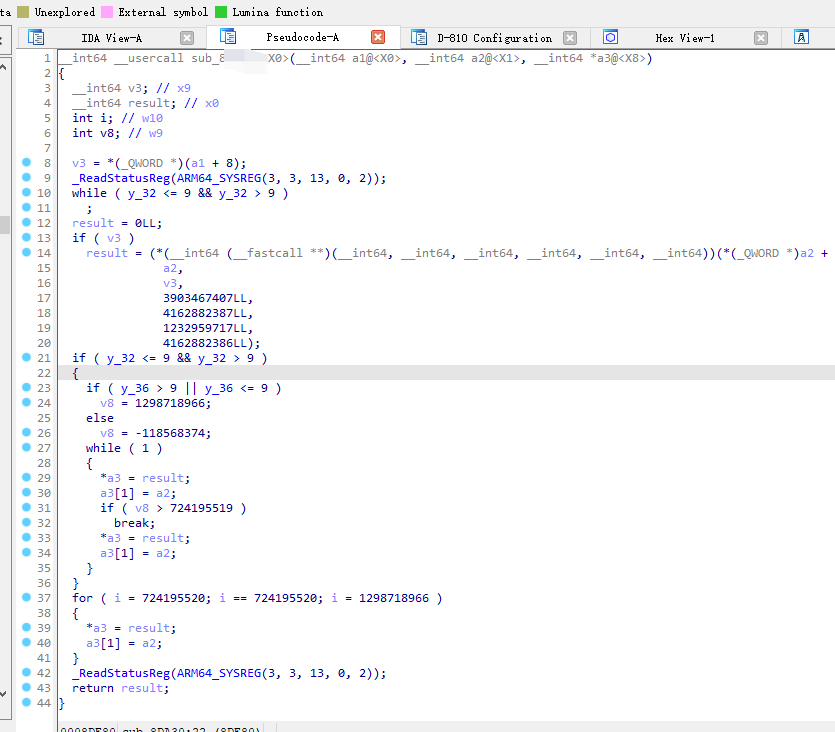 ta Unexplored External symbol Lumina function
IDA View-A Pseudocode-A D-810 Configuration Hex View-1
1 __int64 __usercall sub_8 X0>(__int64 a1@<X0>, __int64 a2@<X1>, __int64 *a3@<X8>)
2 {
3 __int64 v3; // x9
4 __int64 result; // x0
5 int i; // w10
6 int v8; // w9
7
8 v3 = *(_QWORD *)(a1 + 8);
9 _ReadStatusReg(ARM64_SYSREG(3, 3, 13, 0, 2));
10 while ( y_32 <= 9 && y_32 > 9 )
11 ;
12 result = 0LL;
13 if ( v3 )
14 result = (*(__int64 (__fastcall **)(__int64, __int64, __int64, __int64, __int64, __int64))(*(_QWORD *)a2 +
15 a2,
16 v3,
17 3903467407LL,
18 4162882387LL,
19 1232959717LL,
20 4162882386LL);
21 if ( y_32 <= 9 && y_32 > 9 )
22 {
23 if ( y_36 > 9 || y_36 <= 9 )
24 v8 = 1298718966;
25 else
26 v8 = -118568374;
27 while ( 1 )
28 {
29 *a3 = result;
30 a3[1] = a2;
31 if ( v8 > 724195519 )
32 break;
33 *a3 = result;
34 a3[1] = a2;
35 }
36 }
37 for ( i = 724195520; i == 724195520; i = 1298718966 )
38 {
39 *a3 = result;
40 a3[1] = a2;
41 }
42 _ReadStatusReg(ARM64_SYSREG(3, 3, 13, 0, 2));
43 return result;
44 }